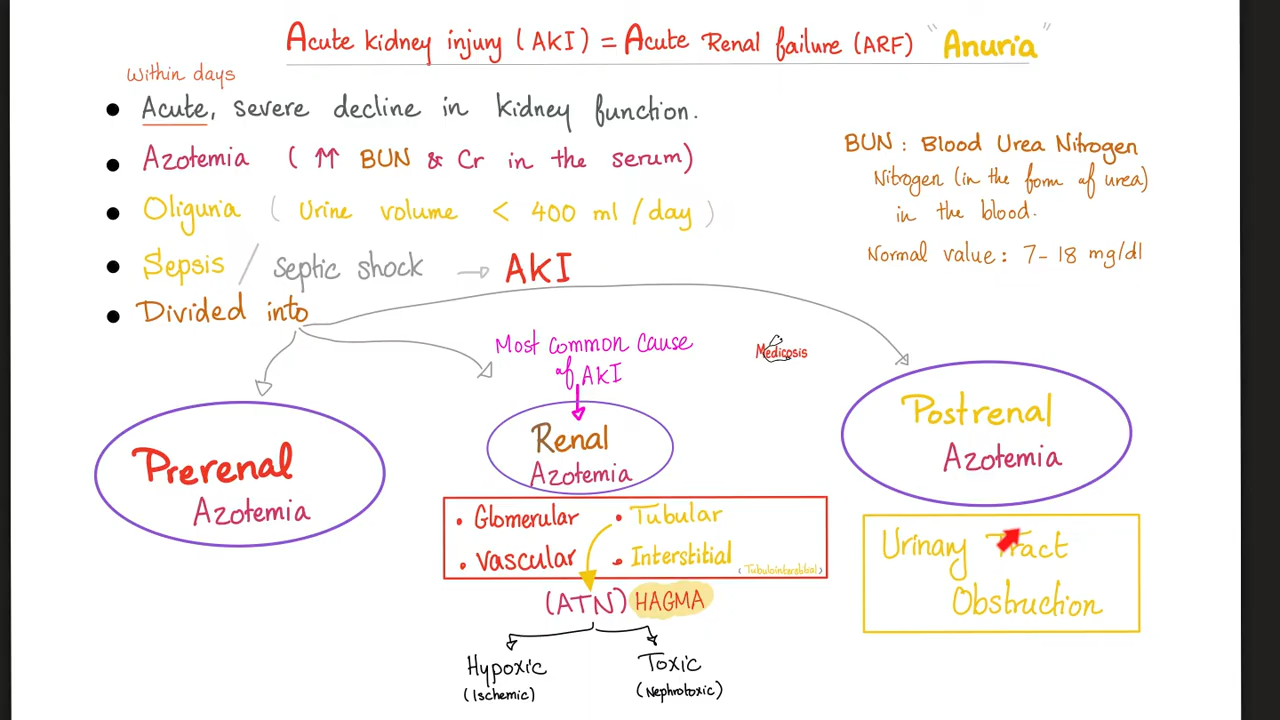 Acute kidney injury (AKI) = Acute Renal failure (ARF) "Anuria"
Within days
• Acute, severe decline in kidney function.
• Azotemia (↑↑ BUN & Cr in the serum)
• Oliguria (Urine volume < 400 ml/day)
• Sepsis / Septic shock → AKI
• Divided into
BUN : Blood Urea Nitrogen
Nitrogen (in the form of urea)
in the blood.
Normal value : 7-18 mg/dl
Most common cause
of AKI
Medicosis
Prerenal
Azotemia
Renal
Azotemia
• Glomerular • Tubular
• Vascular • Interstitial
(Tubulointerstitial)
(ATN) HAGMA
Hypoxic
(Ischemic)
Toxic
(Nephrotoxic)
Postrenal
Azotemia
Urinary Tract
Obstruction